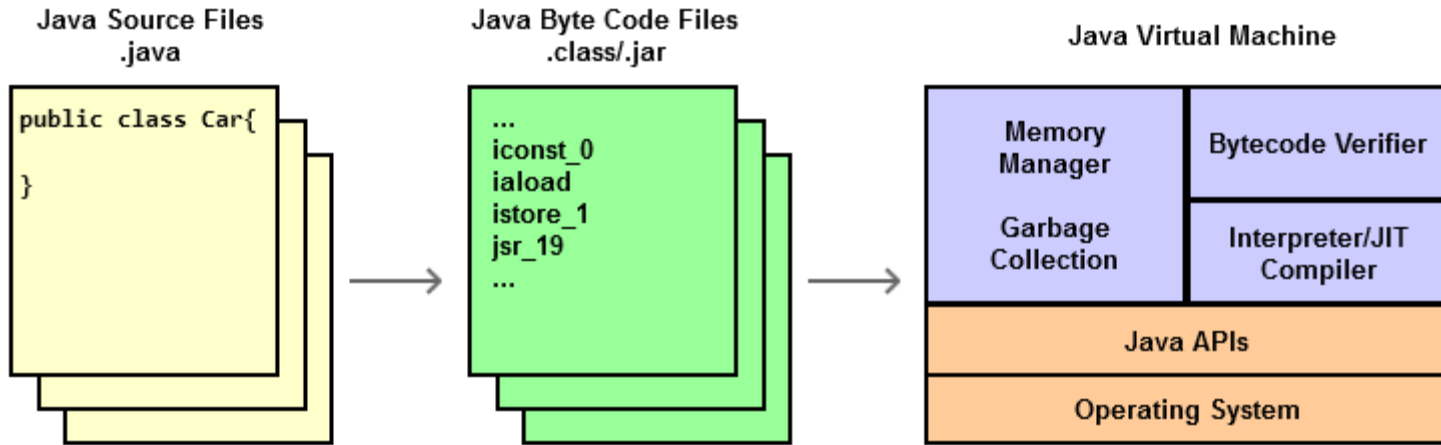 Java Source Files
.java
public class Car{
}
Java Byte Code Files
.class/.jar
...
iconst_0
iaload
istore_1
jsr_19
...
Java Virtual Machine
Memory
Manager
Garbage
Collection
Bytecode Verifier
Interpreter/JIT
Compiler
Java APIs
Operating System